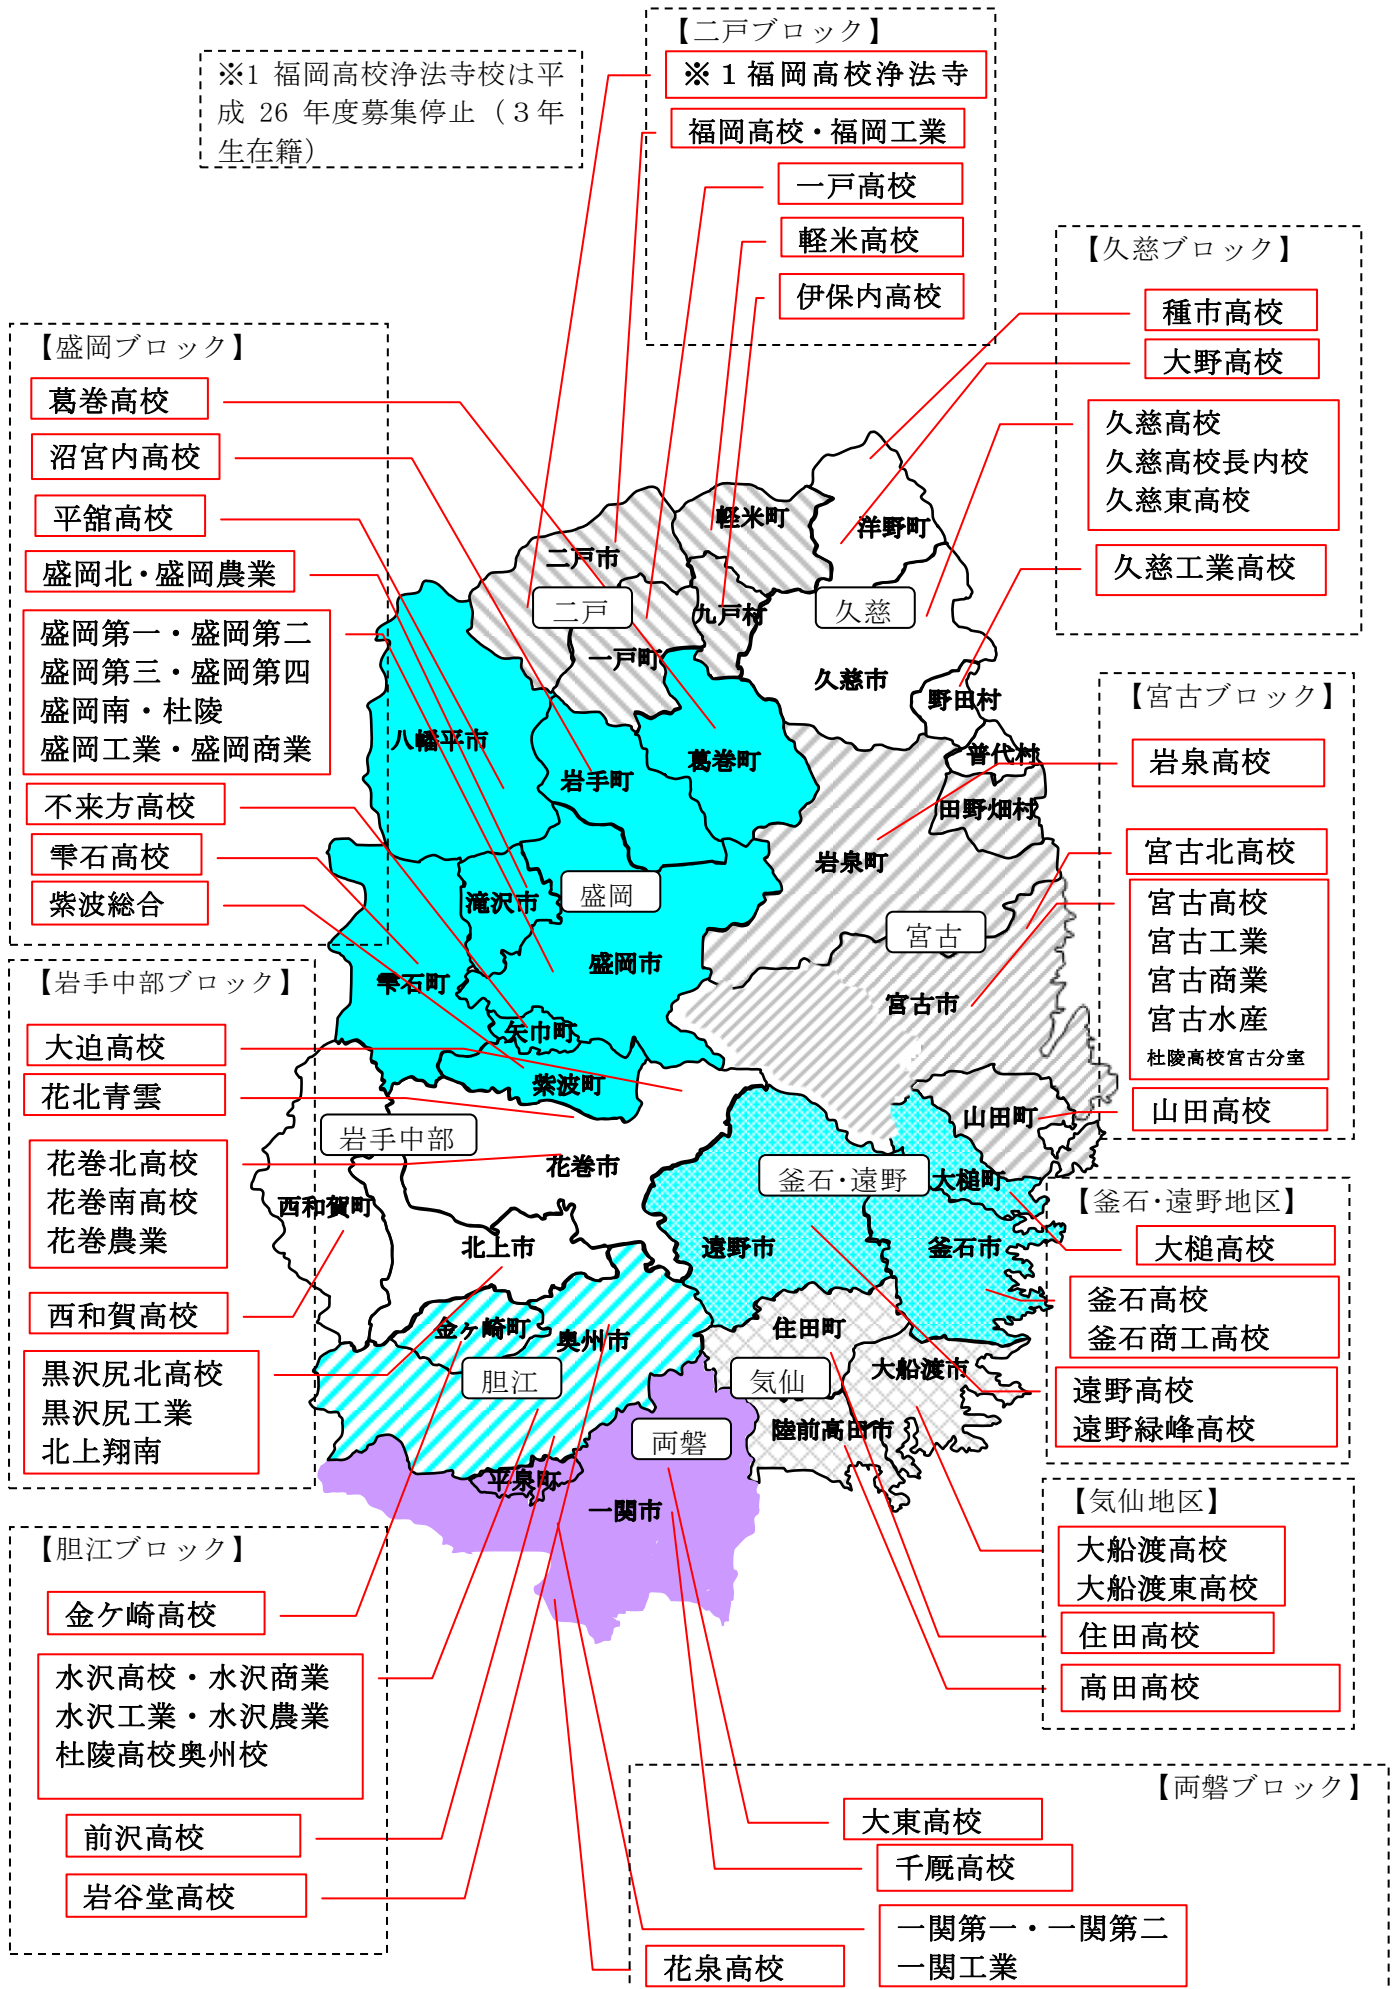 ※1 福岡高校浄法寺校は平
成 26 年度募集停止（３年
生在籍）
【二戸ブロック】
※１福岡高校浄法寺
福岡高校・福岡工業
一戸高校
軽米高校
伊保内高校
【久慈ブロック】
種市高校
大野高校
久慈高校
久慈高校長内校
久慈東高校
久慈工業高校
【盛岡ブロック】
葛巻高校
沼宮内高校
平舘高校
盛岡北・盛岡農業
盛岡第一・盛岡第二
盛岡第三・盛岡第四
盛岡南・杜陵
盛岡工業・盛岡商業
不来方高校
雫石高校
紫波総合
【宮古ブロック】
岩泉高校
宮古北高校
宮古高校
宮古工業
宮古商業
宮古水産
杜陵高校宮古分室
山田高校
【岩手中部ブロック】
大迫高校
花北青雲
花巻北高校
花巻南高校
花巻農業
西和賀高校
黒沢尻北高校
黒沢尻工業
北上翔南
【釜石･遠野地区】
大槌高校
釜石高校
釜石商工高校
遠野高校
遠野緑峰高校
【気仙地区】
大船渡高校
大船渡東高校
住田高校
高田高校
【胆江ブロック】
金ケ崎高校
水沢高校・水沢商業
水沢工業・水沢農業
杜陵高校奥州校
前沢高校
岩谷堂高校
【両磐ブロック】
大東高校
千厩高校
一関第一・一関第二
一関工業
花泉高校
軽米町
洋野町
二戸市
二戸
九戸村
久慈
一戸町
久慈市
野田村
八幡平市
岩手町
葛巻町
普代村
田野畑村
岩泉町
滝沢市
盛岡
宮古
盛岡市
雫石町
宮古市
矢巾町
紫波町
山田町
岩手中部
花巻市
釜石･遠野
大槌町
西和賀町
北上市
遠野市
釜石市
金ヶ崎町
奥州市
住田町
大船渡市
胆江
気仙
陸前高田市
両磐
平泉町
一関市